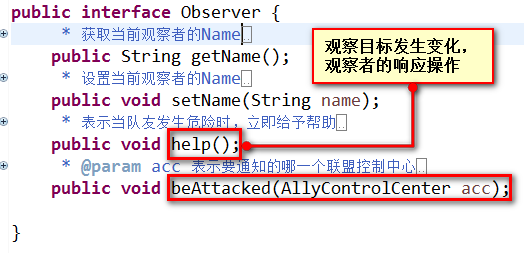 public interface Observer {
* 获取当前观察者的Name
public String getName();
* 设置当前观察者的Name
public void setName(String name);
* 表示当队友发生危险时，立即给予帮助
public void help();
* @param acc 表示要通知的哪一个联盟控制中心
public void beAttacked(AllyControlCenter acc);
}
观察目标发生变化，
观察者的响应操作